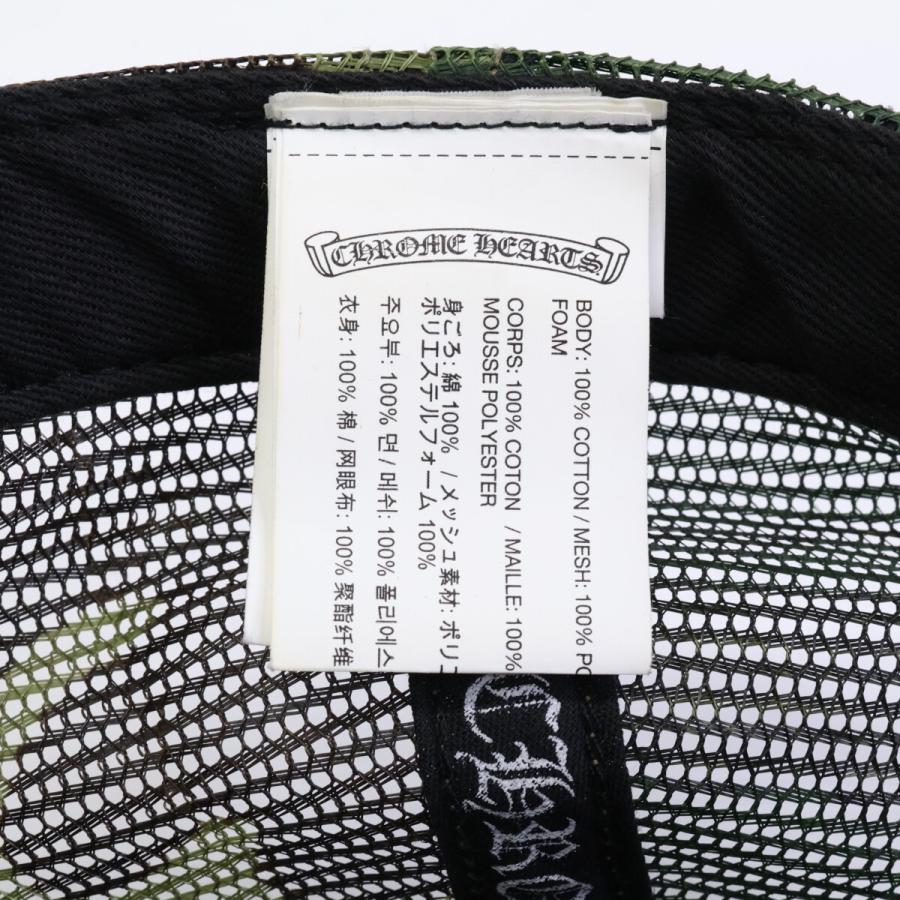 CHROME HEARTS
BODY: 100% COTTON / MESH: 100% PO
FOAM
CORPS: 100% COTON / MAILLE: 100%
MOUSSE POLYESTER
身ごろ: 綿 100% / メッシュ素材: ポリエ
ポリエステルフォーム 100%
주요부: 100% 면 / 메쉬: 100% 폴리에스
衣身: 100% 棉 / 网眼布: 100% 聚酯纤维
CHRO